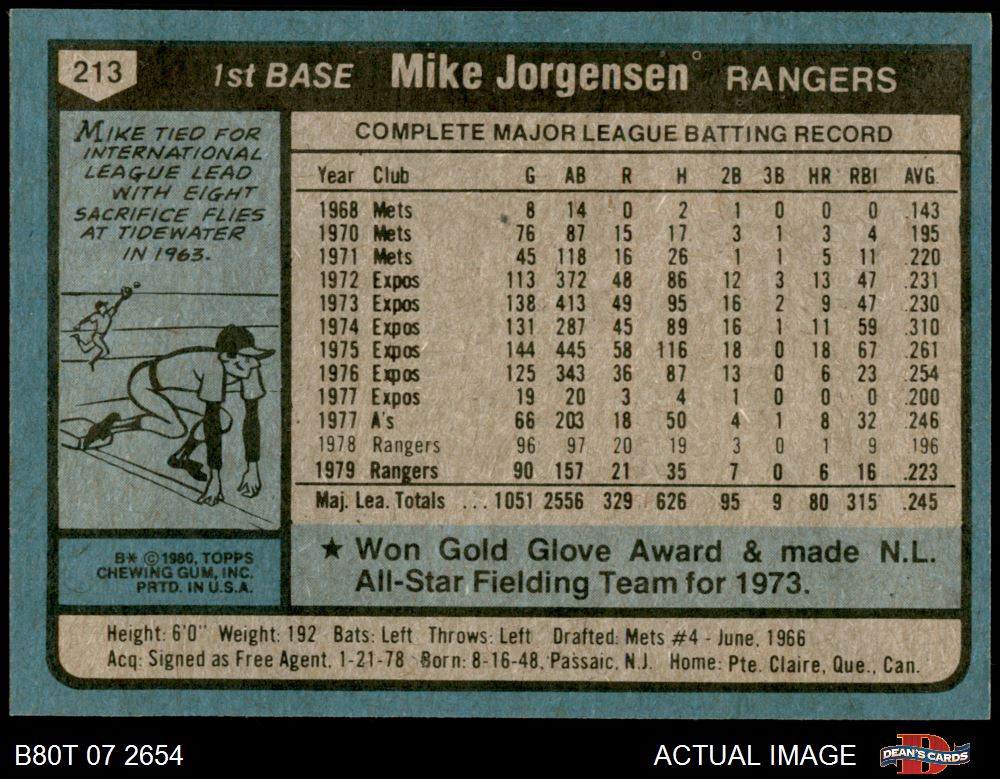 213 1st BASE Mike Jorgensen RANGERS
MIKE TIED FOR
INTERNATIONAL
LEAGUE LEAD
WITH EIGHT
SACRIFICE FLIES
AT TIDEWATER
IN 1963.
COMPLETE MAJOR LEAGUE BATTING RECORD
Year Club G AB R H 2B 3B HR RBI AVG.
1968 Mets 8 14 0 2 1 0 0 0 .143
1970 Mets 76 87 15 17 3 1 3 4 .195
1971 Mets 45 118 16 26 1 1 5 11 .220
1972 Expos 113 372 48 86 12 3 13 47 .231
1973 Expos 138 413 49 95 16 2 9 47 .230
1974 Expos 131 287 45 89 16 1 11 59 .310
1975 Expos 144 445 58 116 18 0 18 67 .261
1976 Expos 125 343 36 87 13 0 6 23 .254
1977 Expos 19 20 3 4 1 0 0 0 .200
1977 A's 66 203 18 50 4 1 8 32 .246
1978 Rangers 96 97 20 19 3 0 1 9 .196
1979 Rangers 90 157 21 35 7 0 6 16 .223
Maj. Lea. Totals ... 1051 2556 329 626 95 9 80 315 .245
★ Won Gold Glove Award & made N.L.
All-Star Fielding Team for 1973.
B* © 1980, TOPPS
CHEWING GUM, INC.
PRTD. IN U.S.A.
Height: 6'0" Weight: 192 Bats: Left Throws: Left Drafted: Mets #4 - June, 1966
Acq: Signed as Free Agent, 1-21-78 Born: 8-16-48, Passaic, N.J. Home: Pte. Claire, Que., Can.
B80T 07 2654 ACTUAL IMAGE DEAN'S CARDS